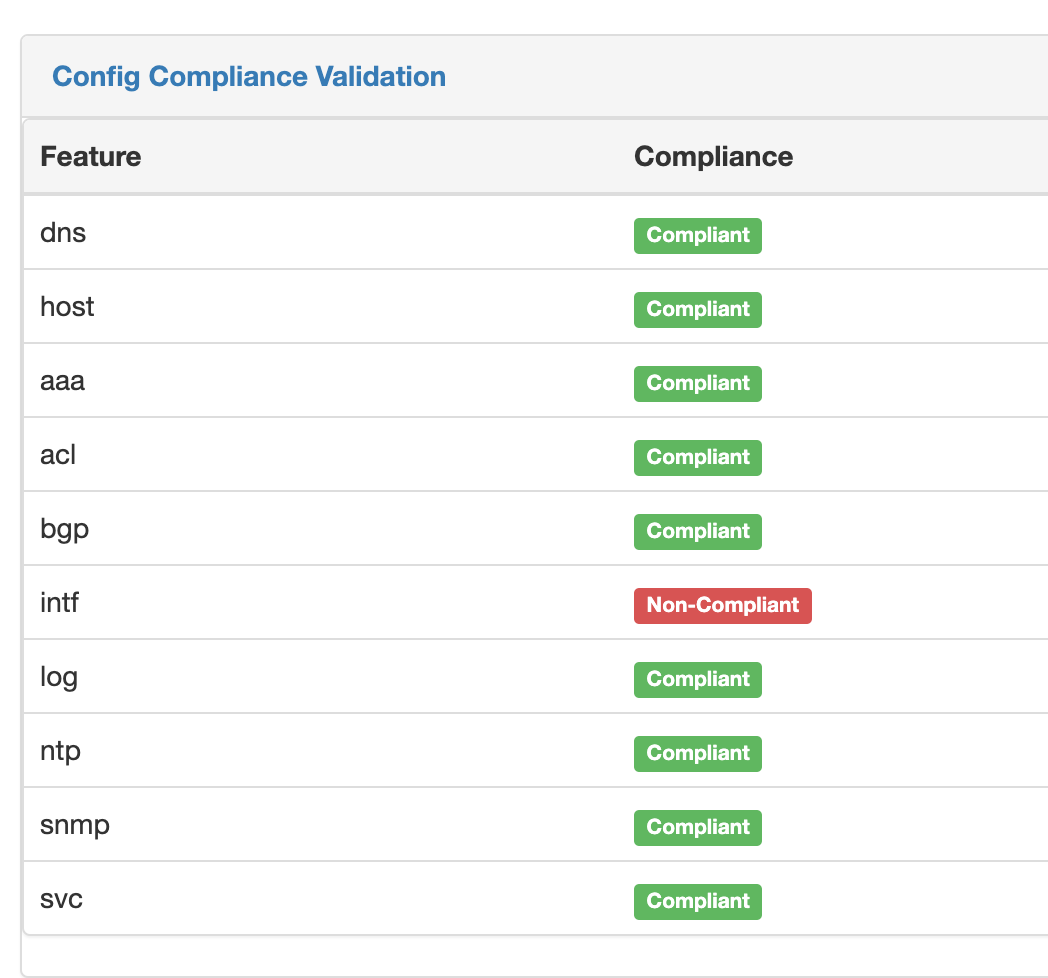 Config Compliance Validation
Feature Compliance
dns Compliant
host Compliant
aaa Compliant
acl Compliant
bgp Compliant
intf Non-Compliant
log Compliant
ntp Compliant
snmp Compliant
svc Compliant